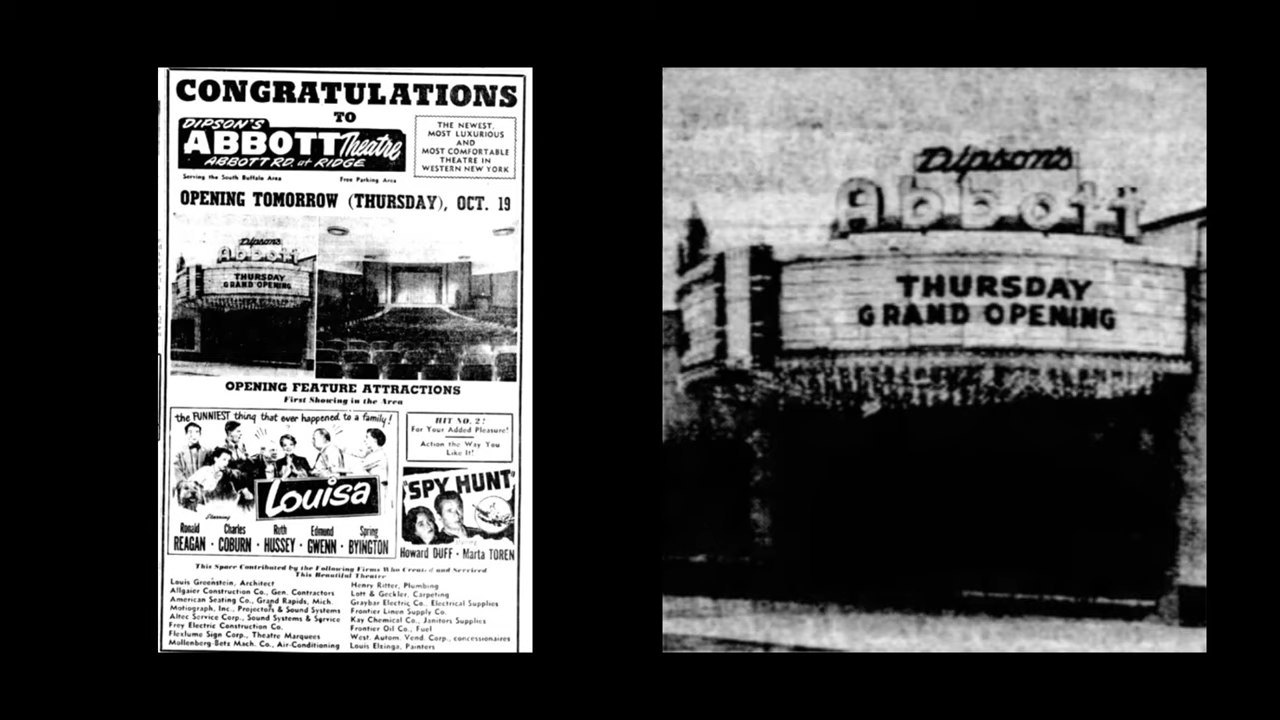 CONGRATULATIONS
TO
DIPSON'S
ABBOTT Theatre
ABBOTT RD. at RIDGE
Serving the South Buffalo Area
Free Parking Area
THE NEWEST,
MOST LUXURIOUS
AND
MOST COMFORTABLE
THEATRE IN
WESTERN NEW YORK
OPENING TOMORROW (THURSDAY), OCT. 19
Dipson's
Abbott
THURSDAY
GRAND OPENING
OPENING FEATURE ATTRACTIONS
First Showing in the Area
the FUNNIEST thing that ever happened to a family!
Louisa
Starring
Ronald REAGAN · Charles COBURN · Ruth HUSSEY · Edmund GWENN · Spring BYINGTON
HIT NO. 2!
For Your Added Pleasure!
Action the Way You
Like It!
"SPY HUNT"
Howard DUFF · Marta TOREN
This Space Contributed by the Following Firms Who Created and Serviced
This Beautiful Theatre
Louis Greenstein, Architect
Allgaier Construction Co., Gen. Contractors
American Seating Co., Grand Rapids, Mich.
Motiograph, Inc., Projectors & Sound Systems
Altec Service Corp., Sound Systems & Service
Frey Electric Construction Co.
Flexlume Sign Corp., Theatre Marquees
Mollenberg-Betz Mach. Co., Air-Conditioning
Henry Ritter, Plumbing
Lott & Geckler, Carpeting
Graybar Electric Co., Electrical Supplies
Frontier Linen Supply Co.
Kay Chemical Co., Janitors Supplies
Frontier Oil Co., Fuel
West. Autom. Vend. Corp., concessionaires
Louis Elzinga, Painters
Dipson's
Abbott
THURSDAY
GRAND OPENING